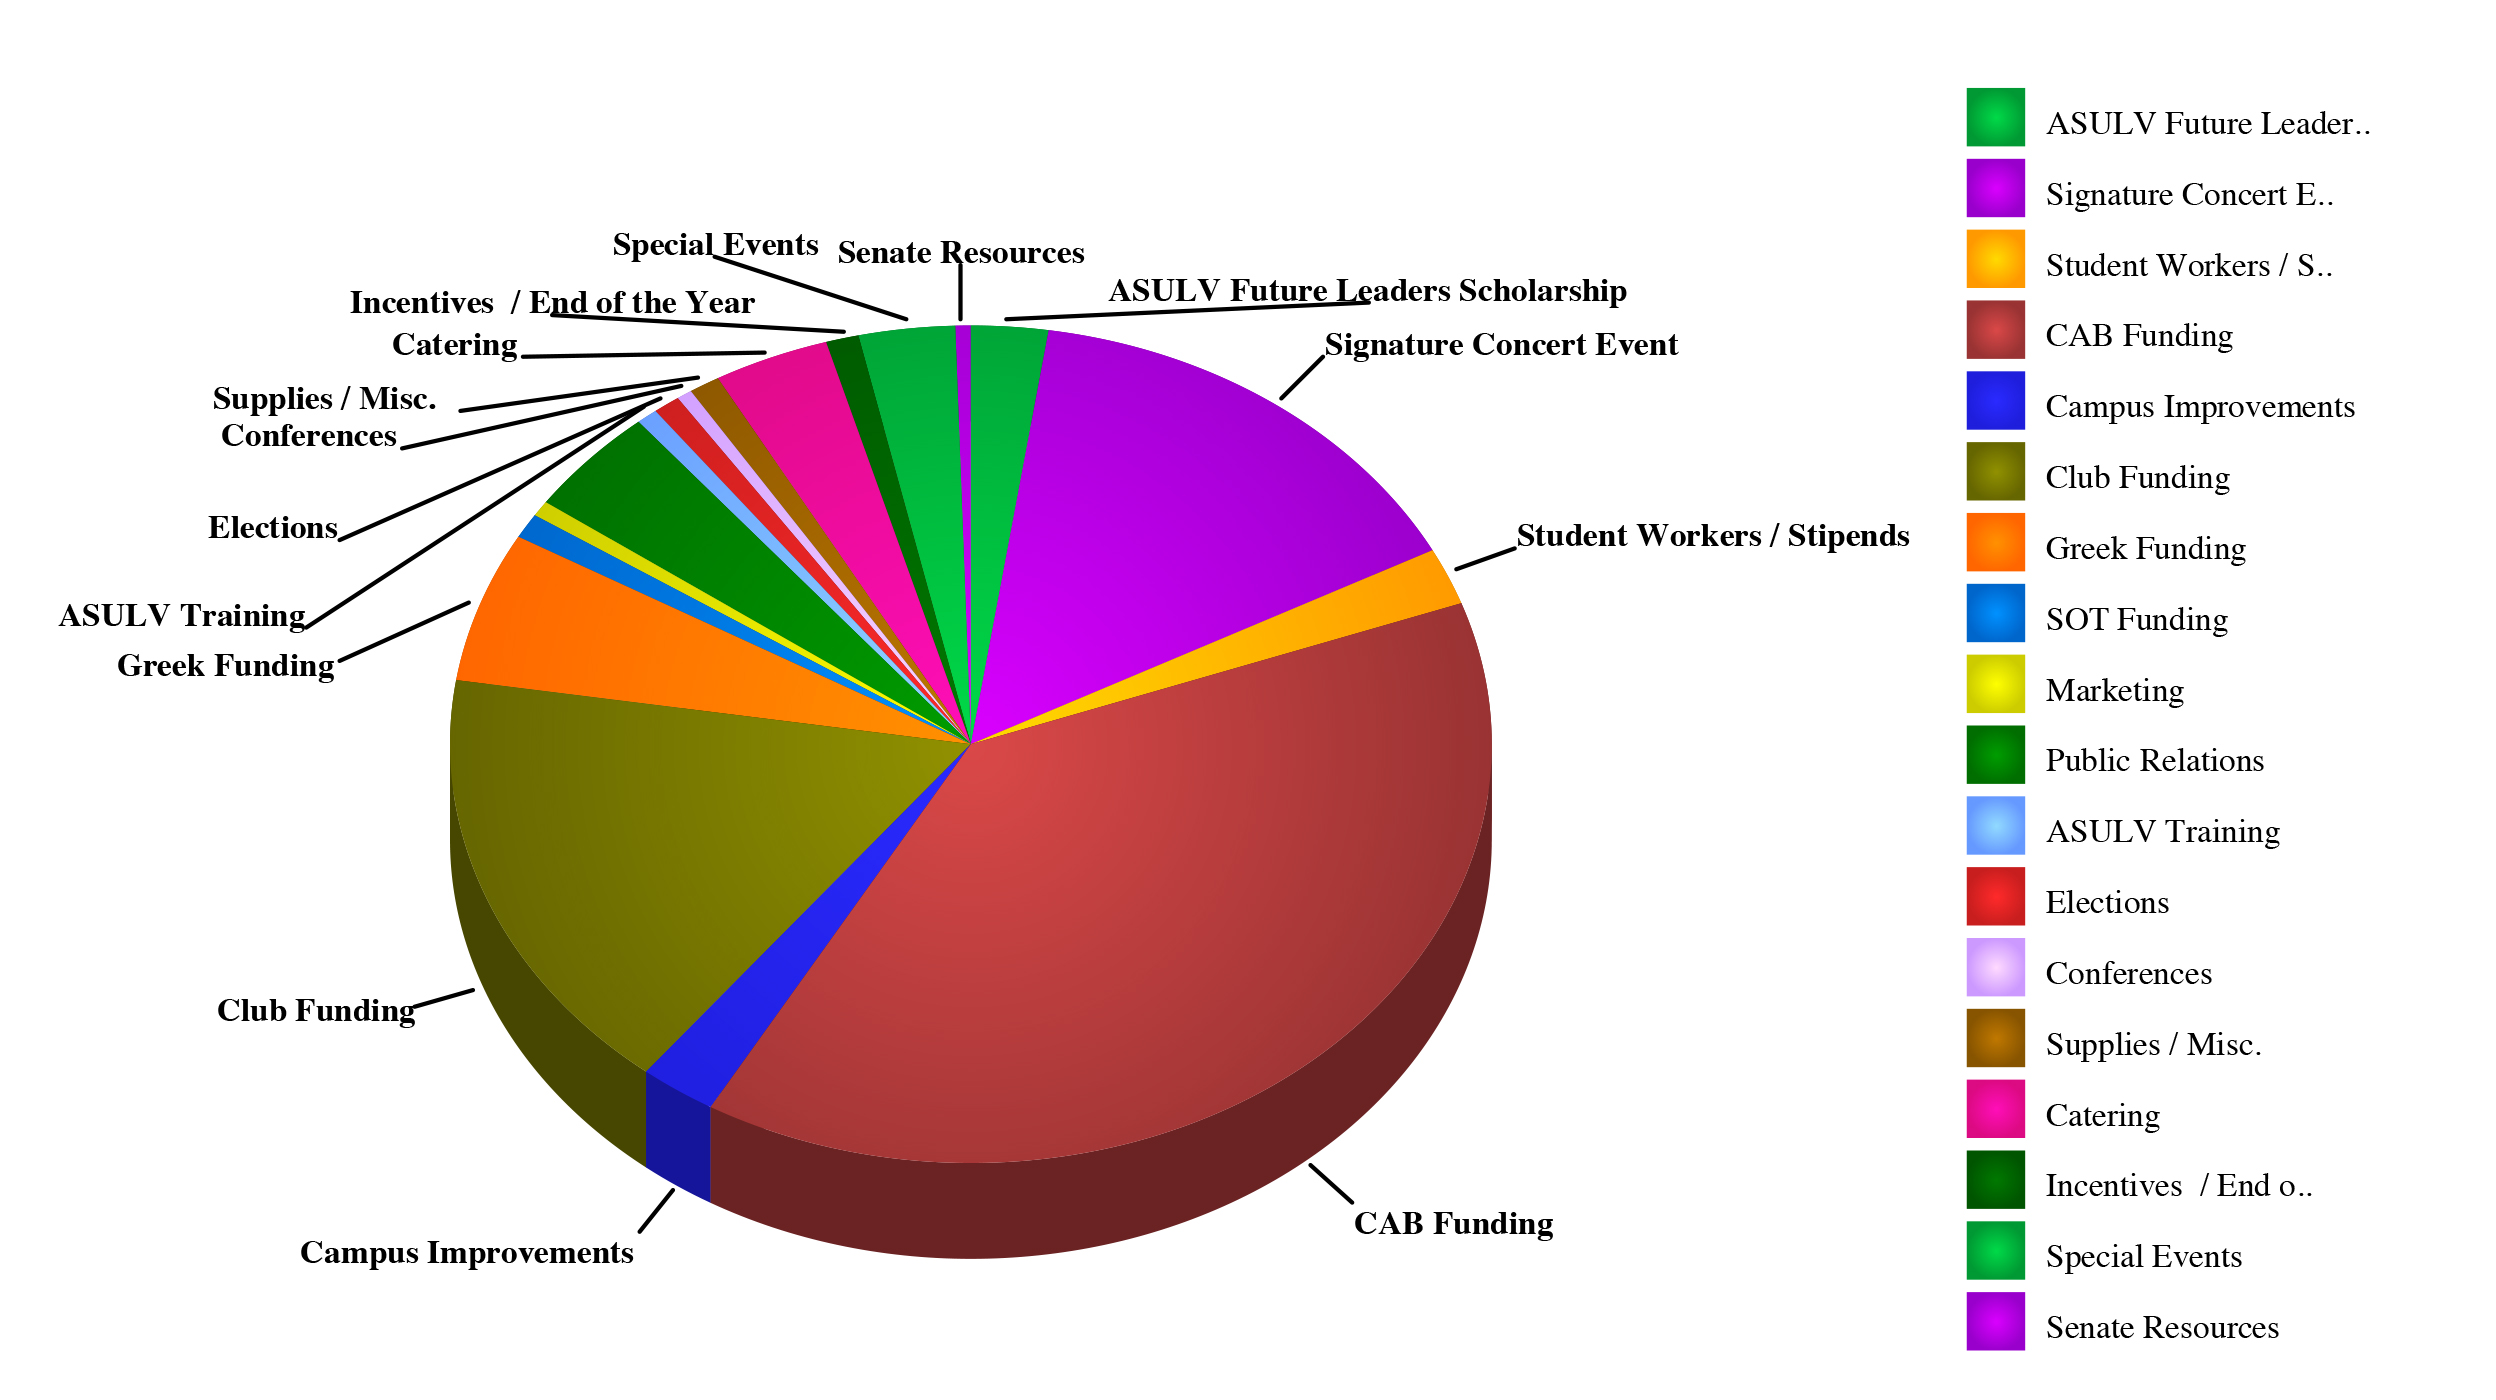 Special Events
Senate Resources
ASULV Future Leaders Scholarship
Incentives  / End of the Year
Catering
Signature Concert Event
Supplies / Misc.
Conferences
Elections
Student Workers / Stipends
ASULV Training
Greek Funding
Club Funding
Campus Improvements
CAB Funding
ASULV Future Leader..
Signature Concert E..
Student Workers / S..
CAB Funding
Campus Improvements
Club Funding
Greek Funding
SOT Funding
Marketing
Public Relations
ASULV Training
Elections
Conferences
Supplies / Misc.
Catering
Incentives  / End o..
Special Events
Senate Resources